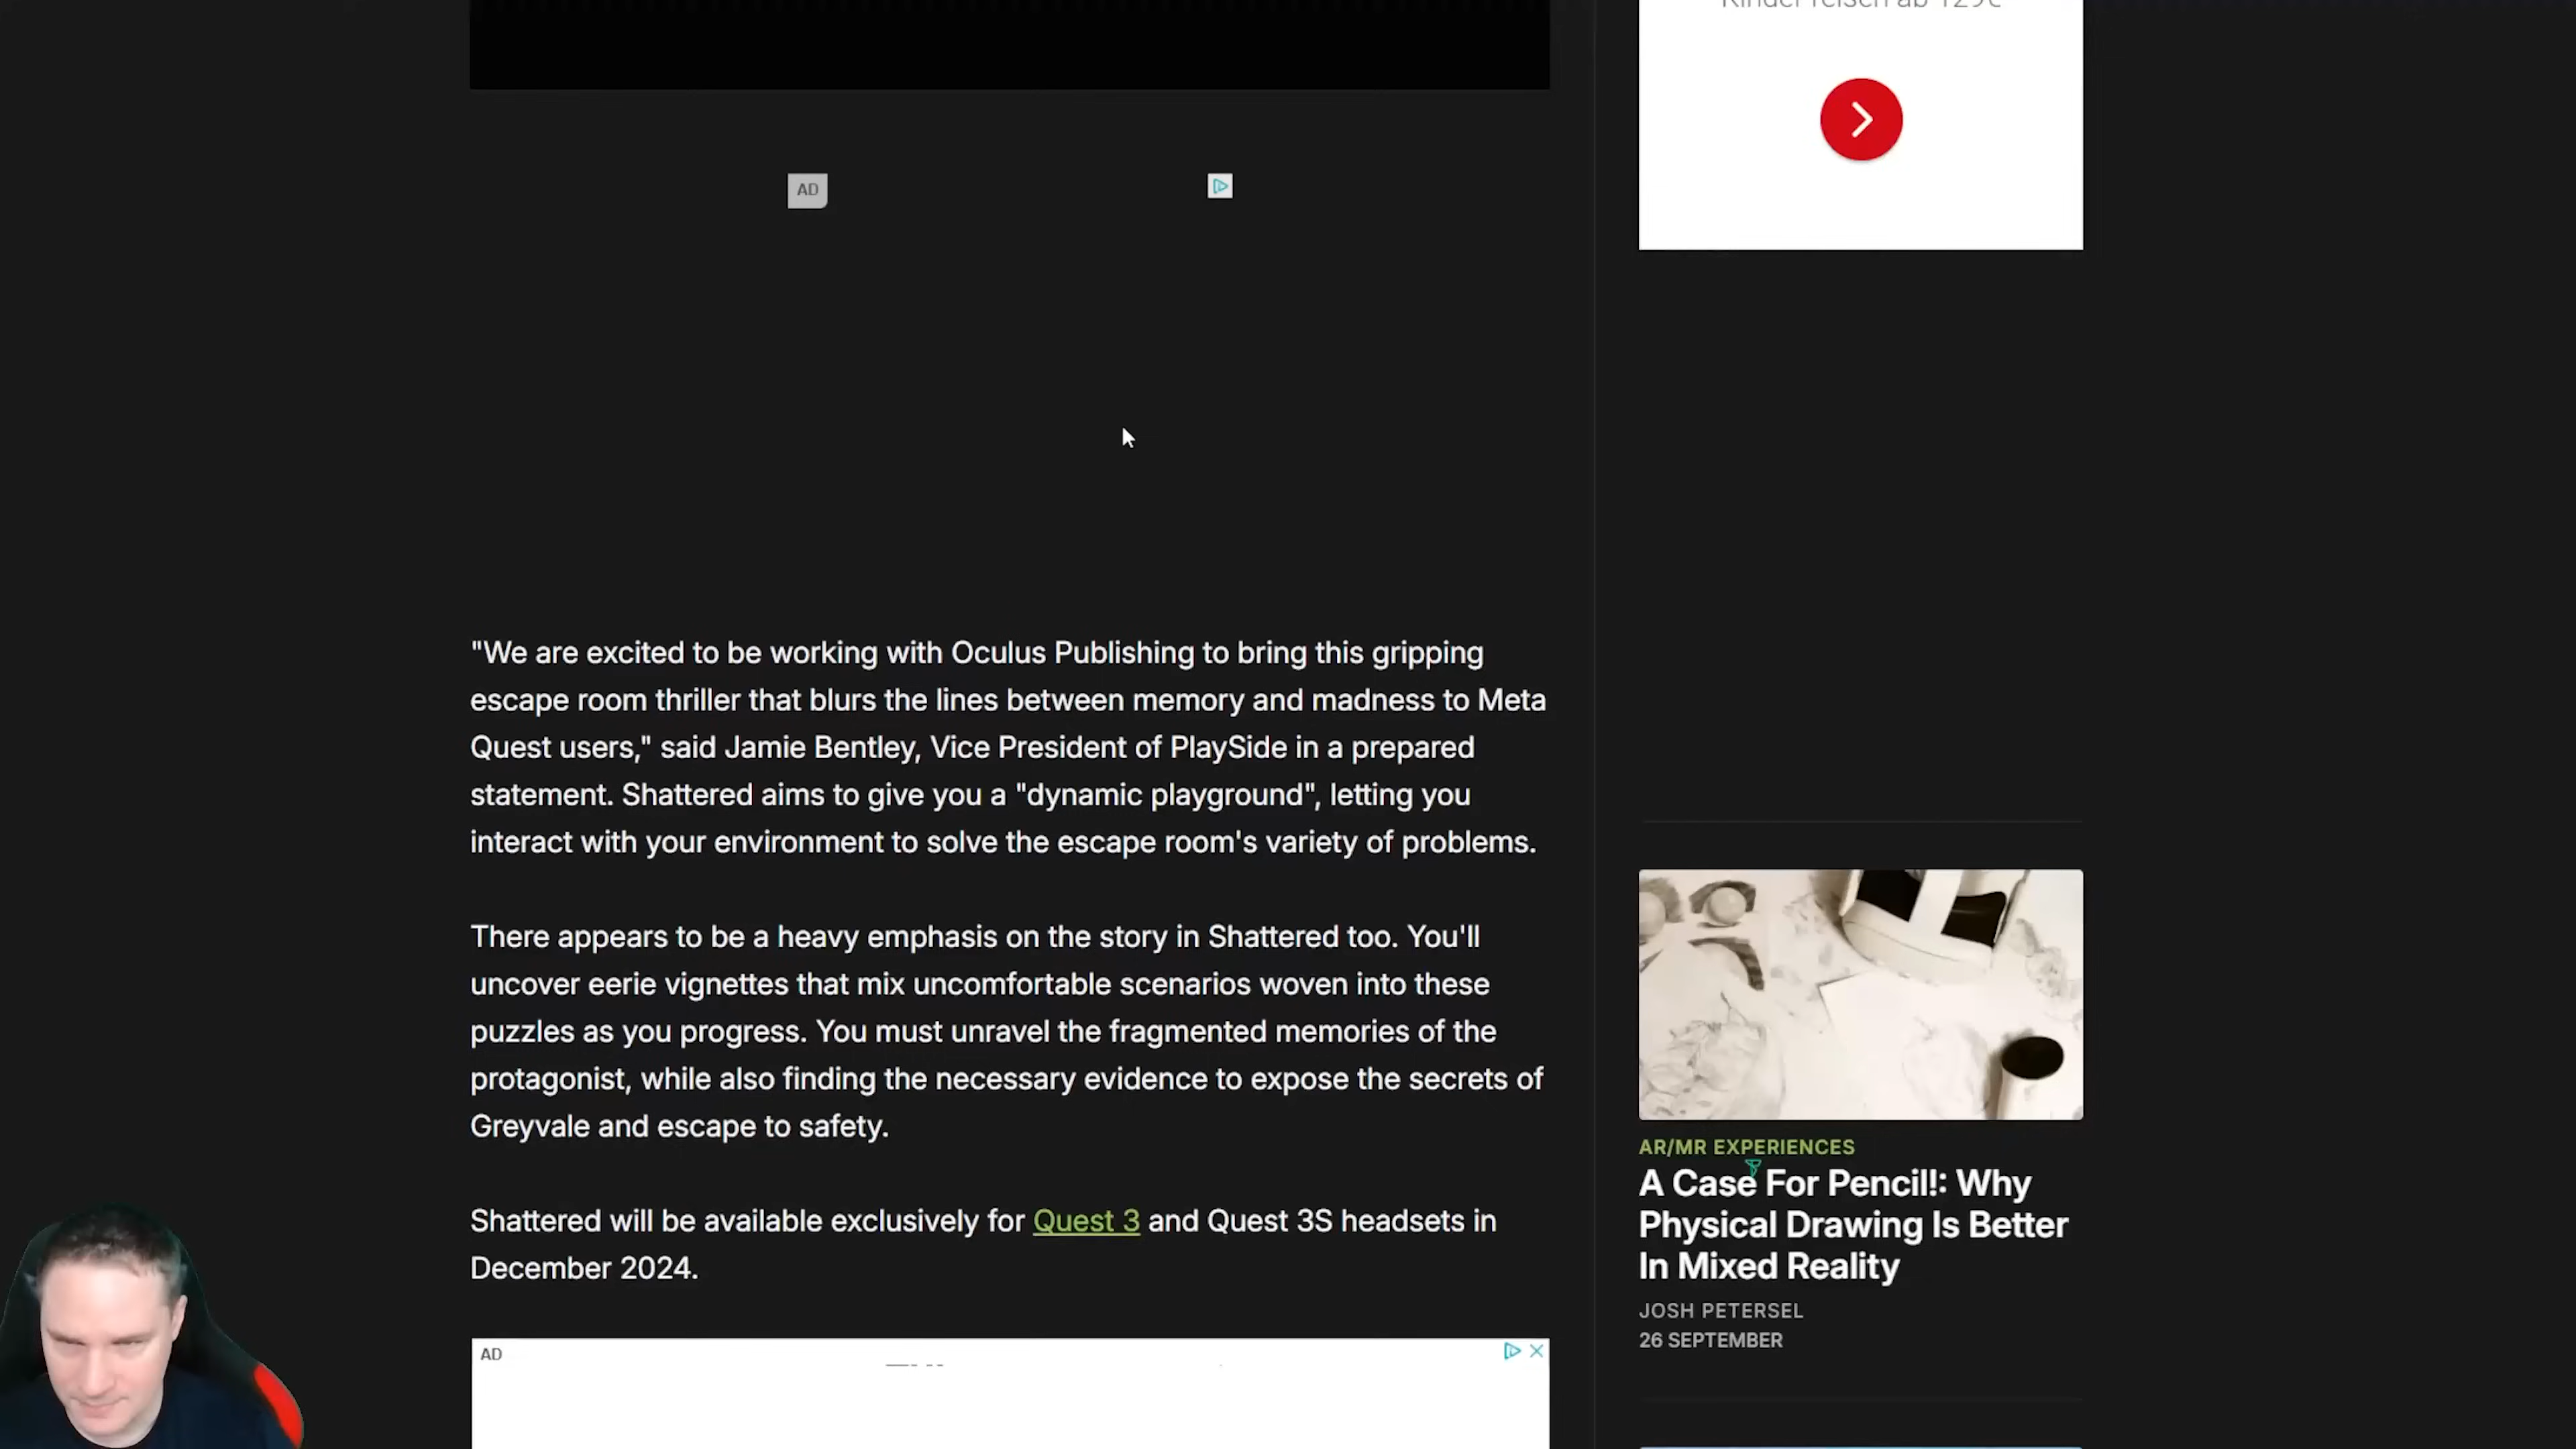 Kinder reisen ab 129€
AD
"We are excited to be working with Oculus Publishing to bring this gripping
escape room thriller that blurs the lines between memory and madness to Meta
Quest users," said Jamie Bentley, Vice President of PlaySide in a prepared
statement. Shattered aims to give you a "dynamic playground", letting you
interact with your environment to solve the escape room's variety of problems.
There appears to be a heavy emphasis on the story in Shattered too. You'll
uncover eerie vignettes that mix uncomfortable scenarios woven into these
puzzles as you progress. You must unravel the fragmented memories of the
protagonist, while also finding the necessary evidence to expose the secrets of
Greyvale and escape to safety.
Shattered will be available exclusively for Quest 3 and Quest 3S headsets in
December 2024.
AD
AR/MR EXPERIENCES
A Case For Pencil!: Why
Physical Drawing Is Better
In Mixed Reality
JOSH PETERSEL
26 SEPTEMBER